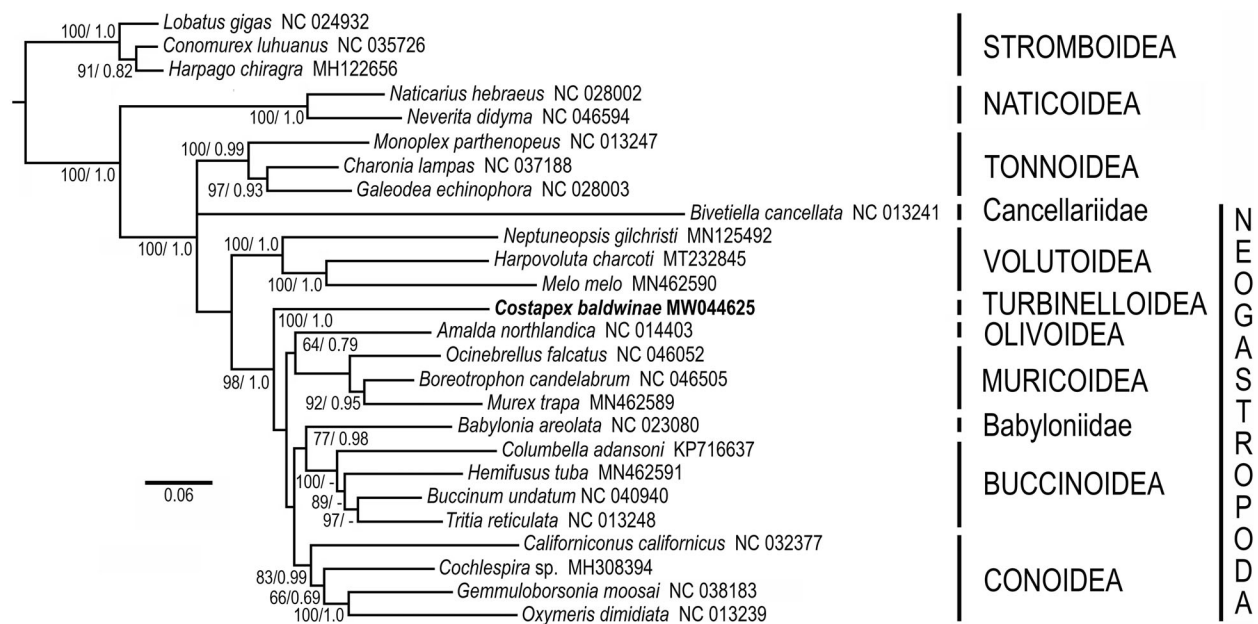 Lobatus gigas NC 024932
100/ 1.0
Conomurex luhuanus NC 035726
91/ 0.82
Harpago chiragra MH122656
STROMBOIDEA
Naticarius hebraeus NC 028002
100/ 1.0
Neverita didyma NC 046594
NATICOIDEA
100/ 1.0
Monoplex parthenopeus NC 013247
100/ 0.99
Charonia lampas NC 037188
97/ 0.93
Galeodea echinophora NC 028003
TONNOIDEA
Bivetiella cancellata NC 013241
Cancellariidae
100/ 1.0
Neptuneopsis gilchristi MN125492
100/ 1.0
Harpovoluta charcoti MT232845
100/ 1.0
Melo melo MN462590
VOLUTOIDEA
Costapex baldwinae MW044625
100/ 1.0
TURBINELLOIDEA
Amalda northlandica NC 014403
64/ 0.79
OLIVOIDEA
Ocinebrellus falcatus NC 046052
98/ 1.0
Boreotrophon candelabrum NC 046505
92/ 0.95
Murex trapa MN462589
MURICOIDEA
Babylonia areolata NC 023080
77/ 0.98
Babyloniidae
Columbella adansoni KP716637
100/ -
Hemifusus tuba MN462591
89/ -
Buccinum undatum NC 040940
97/ -
Tritia reticulata NC 013248
BUCCINOIDEA
0.06
Californiconus californicus NC 032377
83/0.99
Cochlespira sp. MH308394
66/0.69
Gemmuloborsonia moosai NC 038183
100/1.0
Oxymeris dimidiata NC 013239
CONOIDEA
NEOGASTROPODA